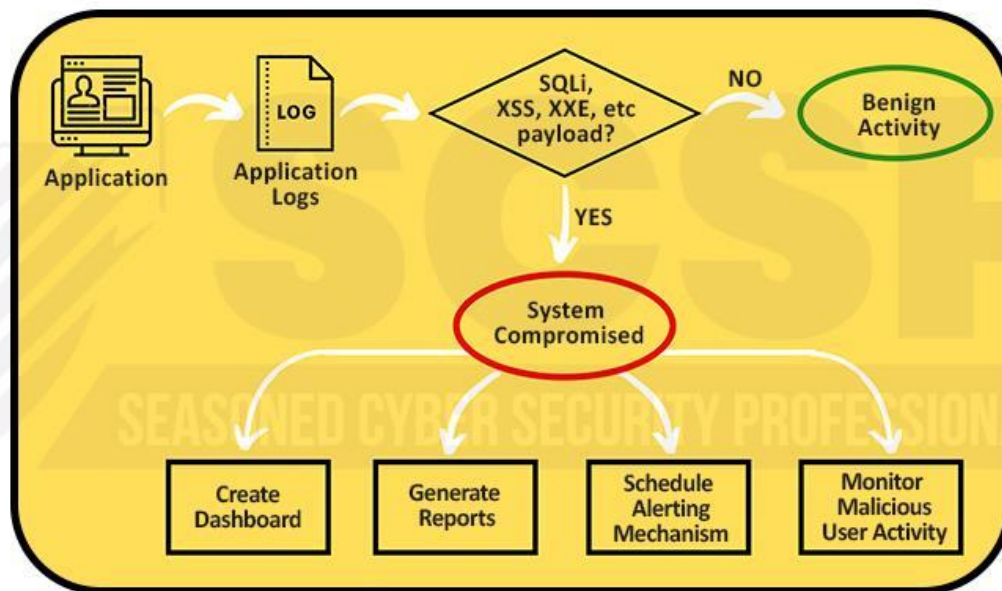 SQLi,
XSS, XXE, etc
payload?
NO
Benign
Activity
LOG
Application
Application
Logs
YES
System
Compromised
SCSP
SEASONED CYBER SECURITY PROFESSION
Create
Dashboard
Generate
Reports
Schedule
Alerting
Mechanism
Monitor
Malicious
User Activity